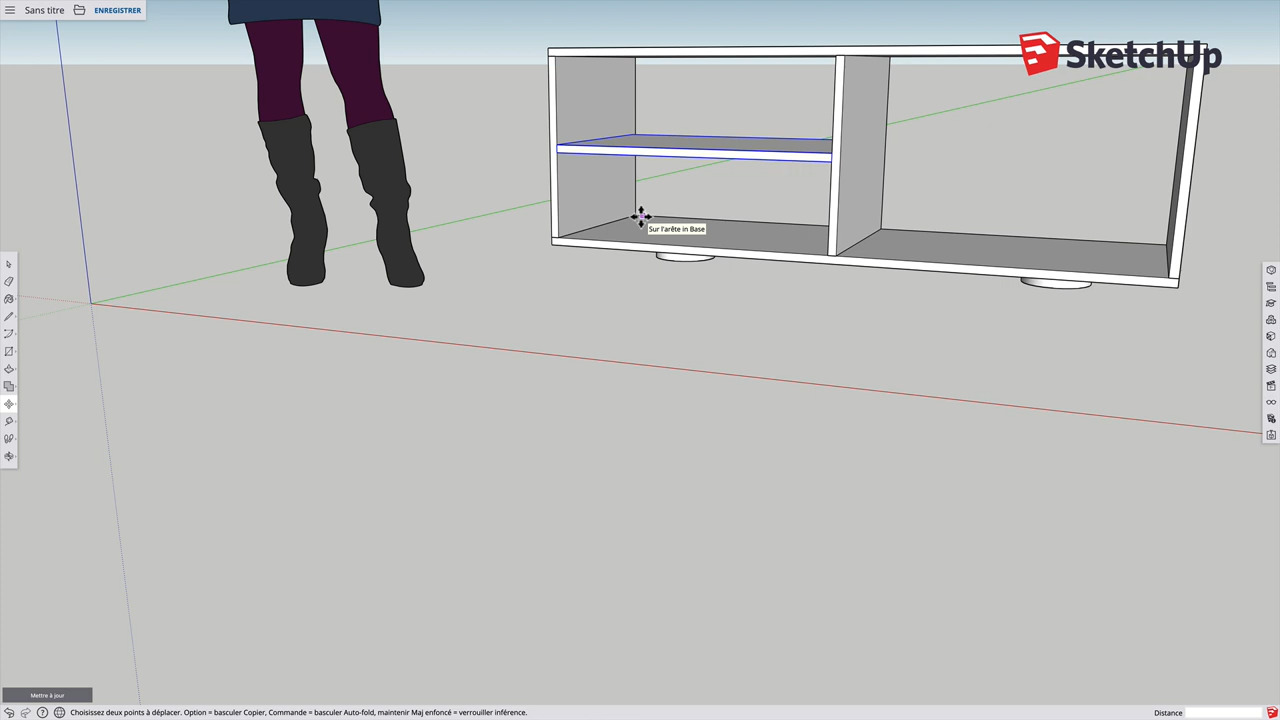 Sans titre
ENREGISTRER
SketchUp
Sur l'arête in Base
Mettre à jour
Choisissez deux points à déplacer. Option = basculer Copier, Commande = basculer Auto-fold, maintenir Maj enfoncé = verrouiller inférence.
Distance